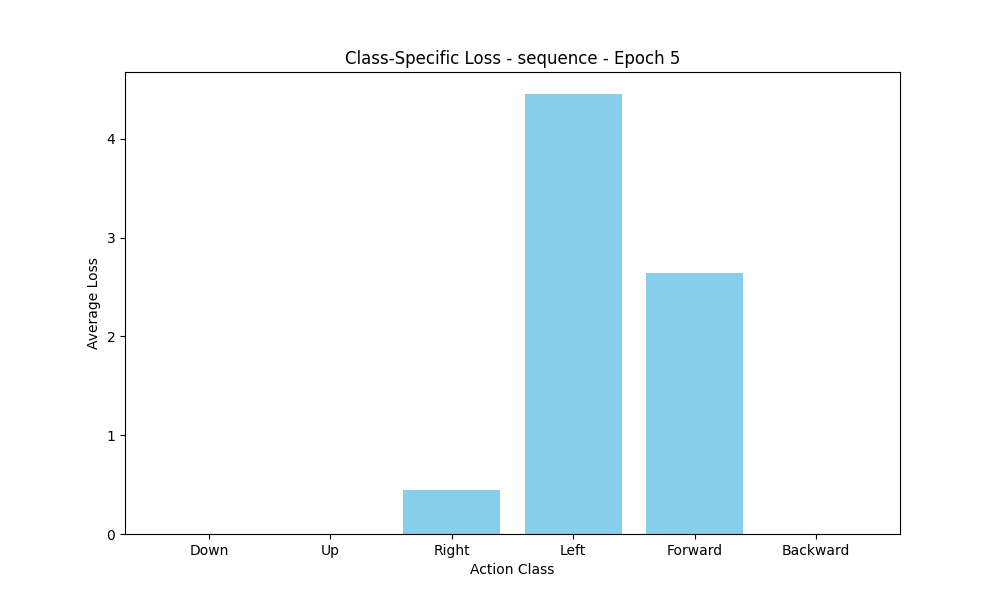 Class-Specific Loss - sequence - Epoch 5
Average Loss
4
3
2
1
0
Down Up Right Left Forward Backward
Action Class